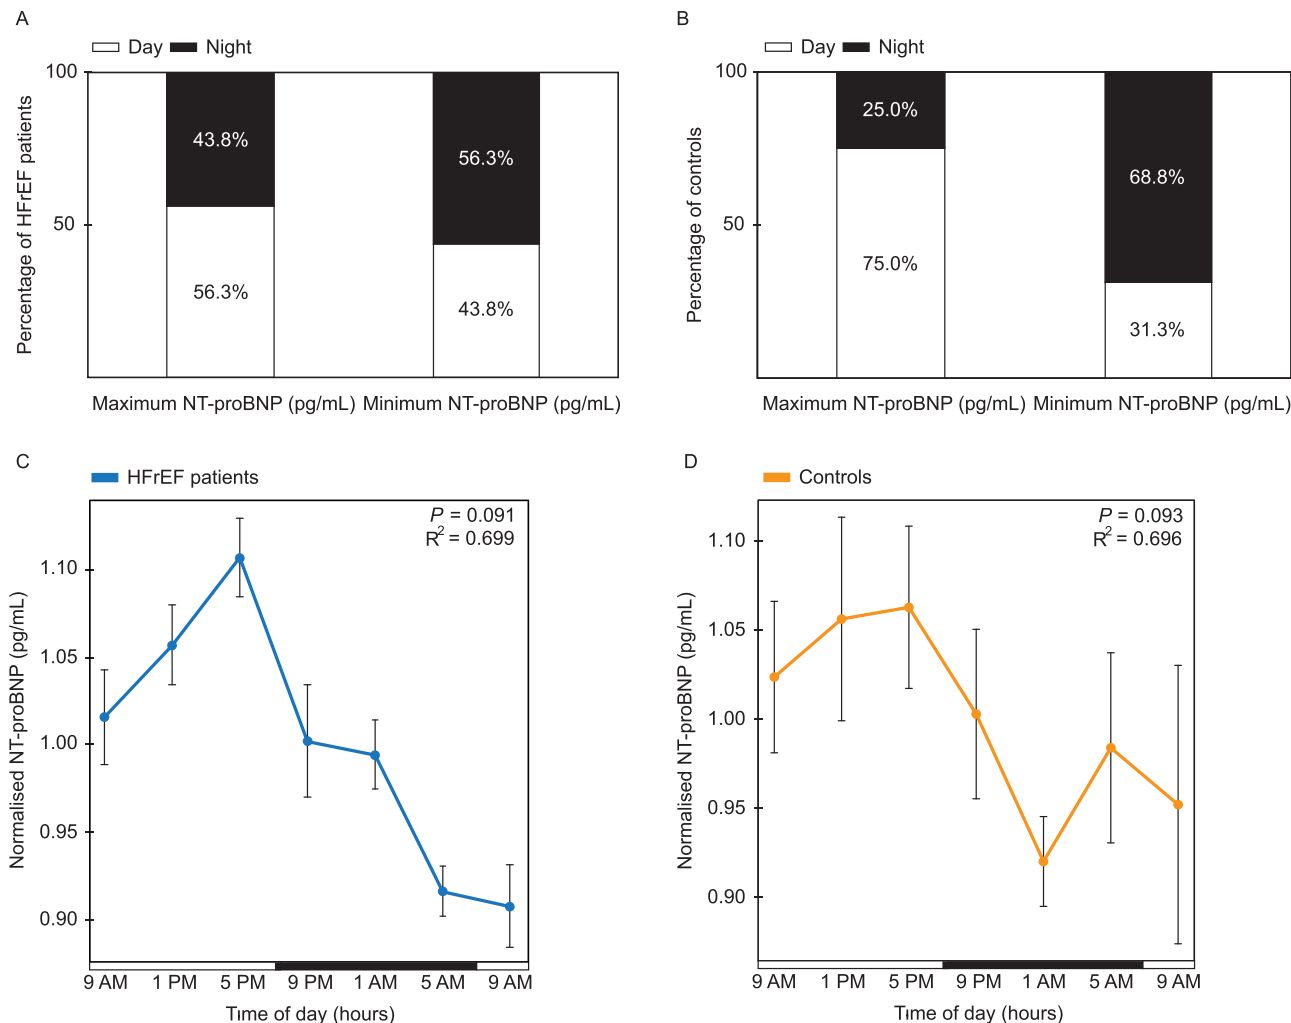 A
Day Night
Percentage of HFrEF patients
100
50
43.8%
56.3%
56.3%
43.8%
Maximum NT-proBNP (pg/mL) Minimum NT-proBNP (pg/mL)
B
Day Night
Percentage of controls
100
50
25.0%
75.0%
68.8%
31.3%
Maximum NT-proBNP (pg/mL) Minimum NT-proBNP (pg/mL)
C
HFrEF patients
P = 0.091
R² = 0.699
Normalised NT-proBNP (pg/mL)
1.10
1.05
1.00
0.95
0.90
9 AM 1 PM 5 PM 9 PM 1 AM 5 AM 9 AM
Time of day (hours)
D
Controls
P = 0.093
R² = 0.696
Normalised NT-proBNP (pg/mL)
1.10
1.05
1.00
0.95
0.90
9 AM 1 PM 5 PM 9 PM 1 AM 5 AM 9 AM
Time of day (hours)